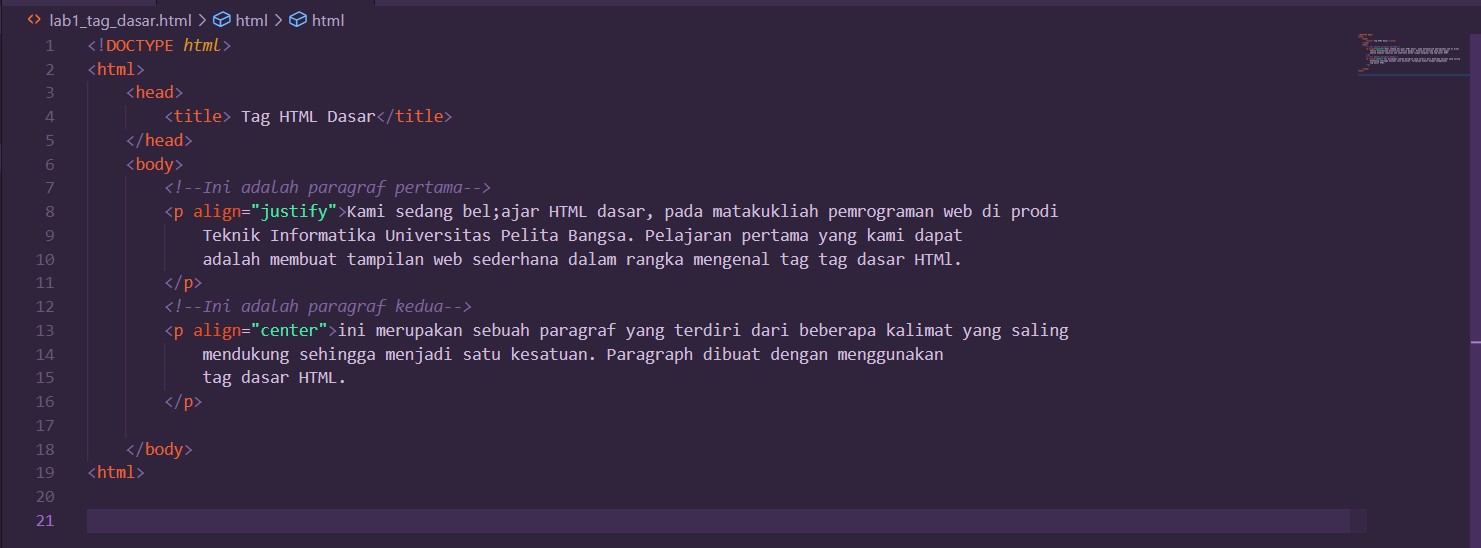 lab1_tag_dasar.html > html > html
1 <!DOCTYPE html>
2 <html>
3 <head>
4 <title> Tag HTML Dasar</title>
5 </head>
6 <body>
7 <!--Ini adalah paragraf pertama-->
8 <p align="justify">Kami sedang bel;ajar HTML dasar, pada matakukliah pemrograman web di prodi
9 Teknik Informatika Universitas Pelita Bangsa. Pelajaran pertama yang kami dapat
10 adalah membuat tampilan web sederhana dalam rangka mengenal tag tag dasar HTMl.
11 </p>
12 <!--Ini adalah paragraf kedua-->
13 <p align="center">ini merupakan sebuah paragraf yang terdiri dari beberapa kalimat yang saling
14 mendukung sehingga menjadi satu kesatuan. Paragraph dibuat dengan menggunakan
15 tag dasar HTML.
16 </p>
17
18 </body>
19 <html>
20
21